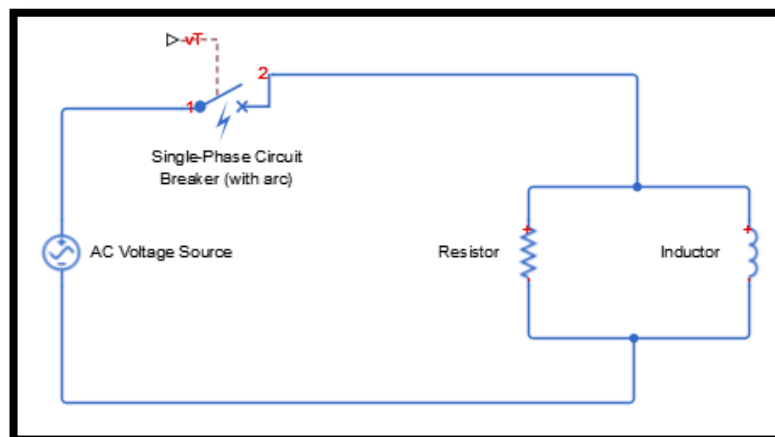 vT
2
1
Single-Phase Circuit
Breaker (with arc)
AC Voltage Source
Resistor
Inductor